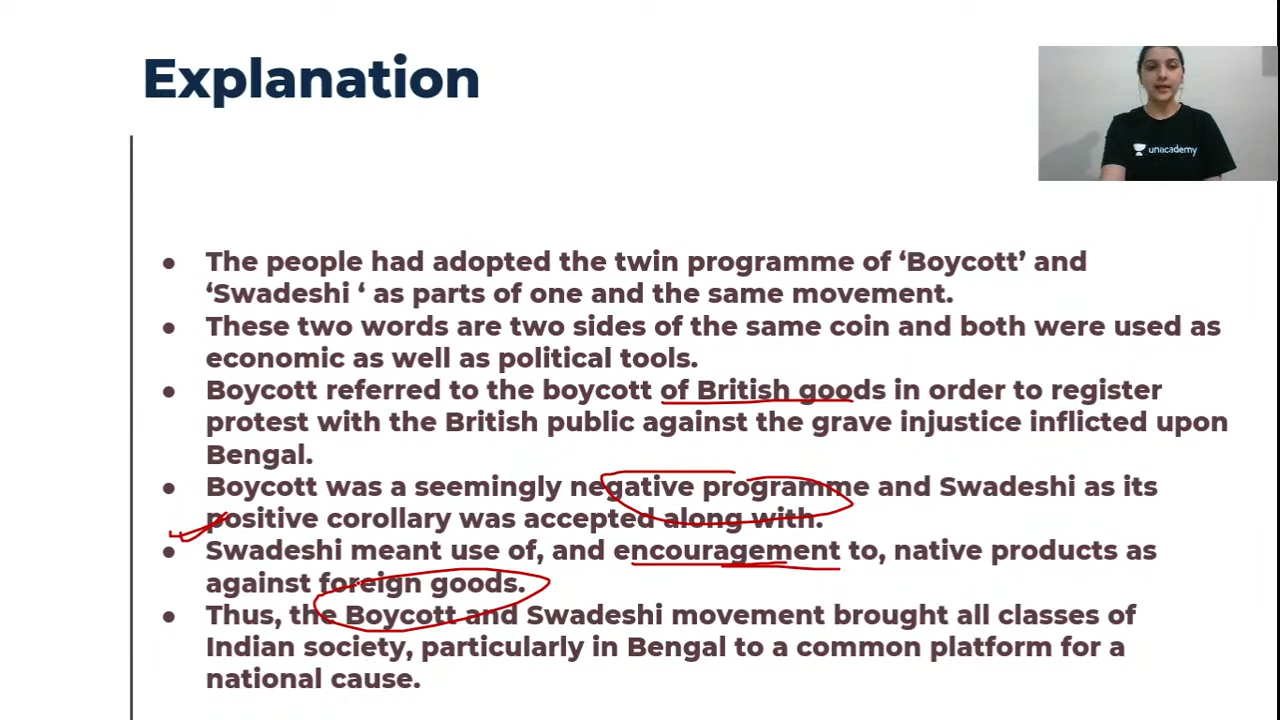 Explanation
unacademy
● The people had adopted the twin programme of ‘Boycott’ and
‘Swadeshi ‘ as parts of one and the same movement.
● These two words are two sides of the same coin and both were used as
economic as well as political tools.
● Boycott referred to the boycott of British goods in order to register
protest with the British public against the grave injustice inflicted upon
Bengal.
● Boycott was a seemingly negative programme and Swadeshi as its
positive corollary was accepted along with.
● Swadeshi meant use of, and encouragement to, native products as
against foreign goods.
● Thus, the Boycott and Swadeshi movement brought all classes of
Indian society, particularly in Bengal to a common platform for a
national cause.